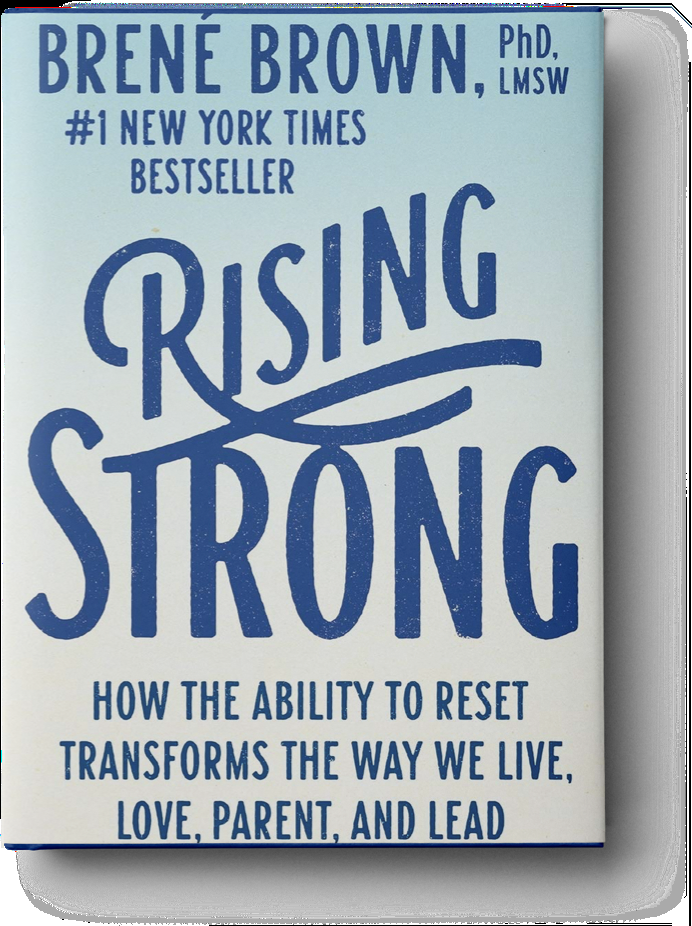 BRENÉ BROWN, PhD, LMSW
#1 NEW YORK TIMES
BESTSELLER
RISING
STRONG
HOW THE ABILITY TO RESET
TRANSFORMS THE WAY WE LIVE,
LOVE, PARENT, AND LEAD